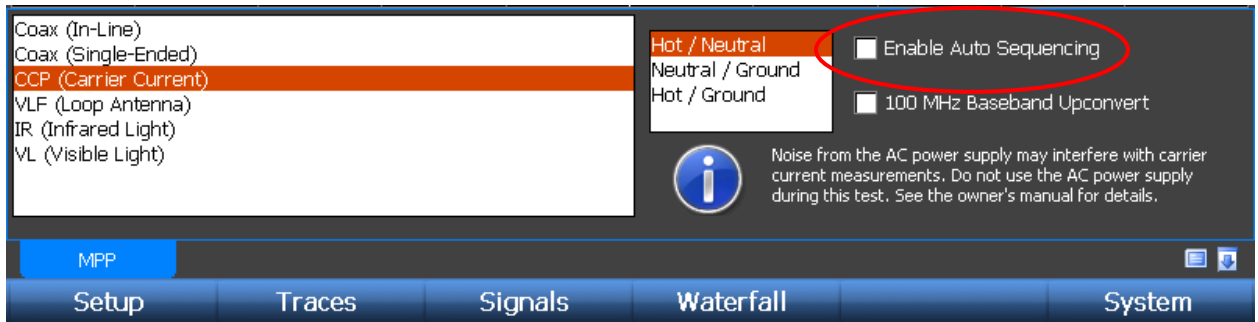 Coax (In-Line)
Coax (Single-Ended)
CCP (Carrier Current)
VLF (Loop Antenna)
IR (Infrared Light)
VL (Visible Light)
Hot / Neutral
Neutral / Ground
Hot / Ground
Enable Auto Sequencing
100 MHz Baseband Upconvert
Noise from the AC power supply may interfere with carrier
current measurements. Do not use the AC power supply
during this test. See the owner's manual for details.
MPP
Setup Traces Signals Waterfall System